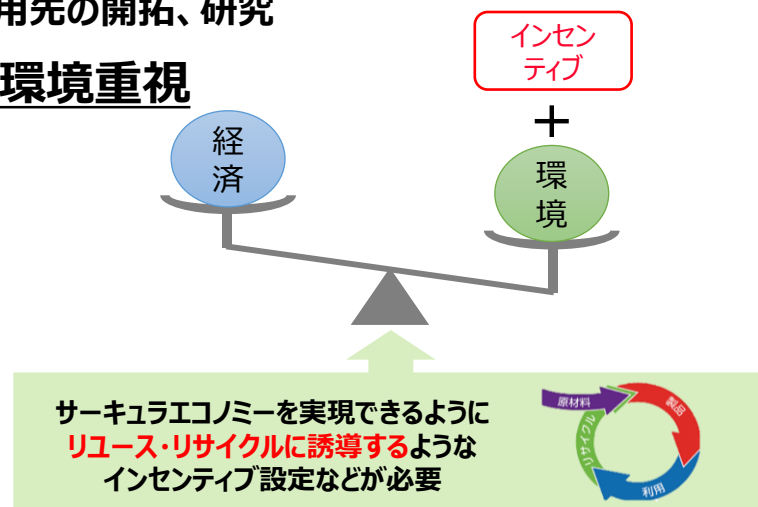 用先の開拓、研究
環境重視
インセン
ティブ
＋
経
済
環
境
サーキュラエコノミーを実現できるように
リユース・リサイクルに誘導するような
インセンティブ設定などが必要
原材料
製品
リサイクル
利用